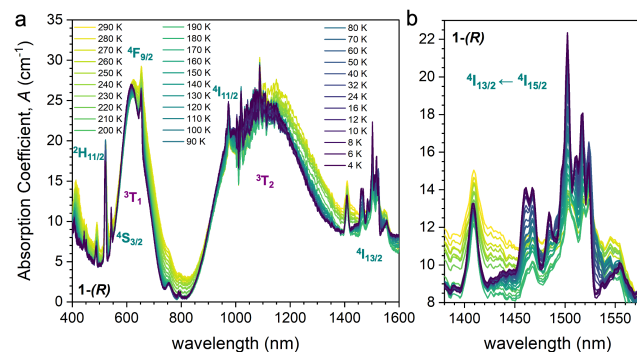 a
b
1-(R)
⁴F₉/₂
290 K
280 K
270 K
260 K
250 K
240 K
230 K
220 K
210 K
200 K
190 K
180 K
170 K
160 K
150 K
140 K
130 K
120 K
110 K
100 K
90 K
80 K
70 K
60 K
50 K
40 K
32 K
24 K
16 K
12 K
10 K
8 K
6 K
4 K
⁴I₁₁/₂
²H₁₁/₂
³T₁
³T₂
⁴S₃/₂
⁴I₁₃/₂
1-(R)
Absorption Coefficient, A (cm⁻¹)
0
5
10
15
20
25
30
35
400 600 800 1000 1200 1400 1600
wavelength (nm)
⁴I₁₃/₂ ← ⁴I₁₅/₂
22
20
18
16
14
12
10
8
1400 1450 1500 1550
wavelength (nm)